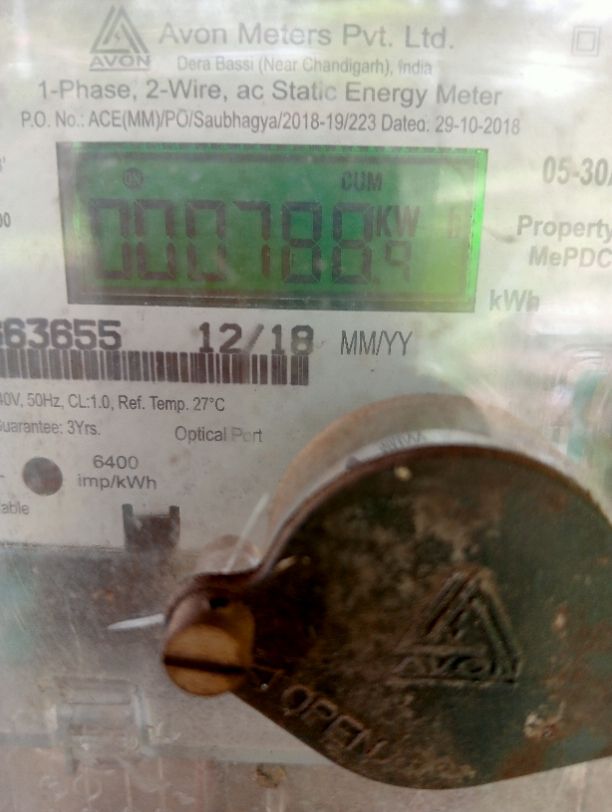 Avon Meters Pvt. Ltd.
AVON
Dera Bassi (Near Chandigarh), India
1-Phase, 2-Wire, ac Static Energy Meter
P.O. No.: ACE(MM)/PO/Saubhagya/2018-19/223 Dated. 29-10-2018
05-30
CUM
000788.9 KW h
Property
MePDC
kWh
63655 12/18 MM/YY
40V, 50Hz, CL:1.0, Ref. Temp. 27°C
Guarantee: 3Yrs. Optical Port
6400
imp/kWh
AVON
OPEN